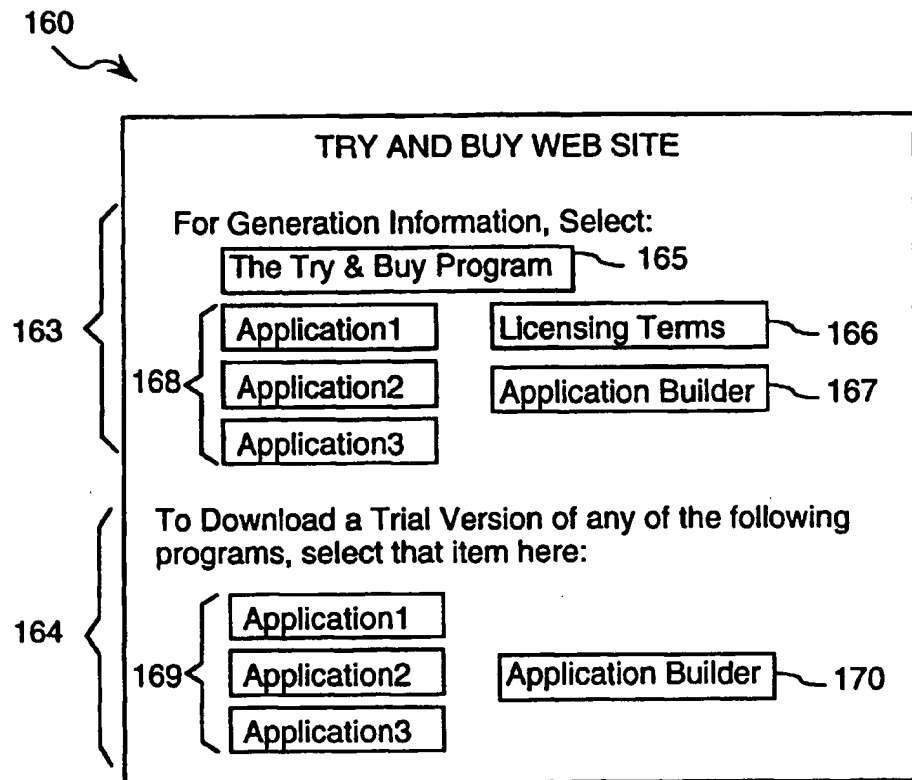 160
TRY AND BUY WEB SITE
For Generation Information, Select:
The Try & Buy Program
165
163
168
Application1
Licensing Terms
166
Application2
Application Builder
167
Application3
To Download a Trial Version of any of the following
programs, select that item here:
164
169
Application1
Application2
Application Builder
170
Application3